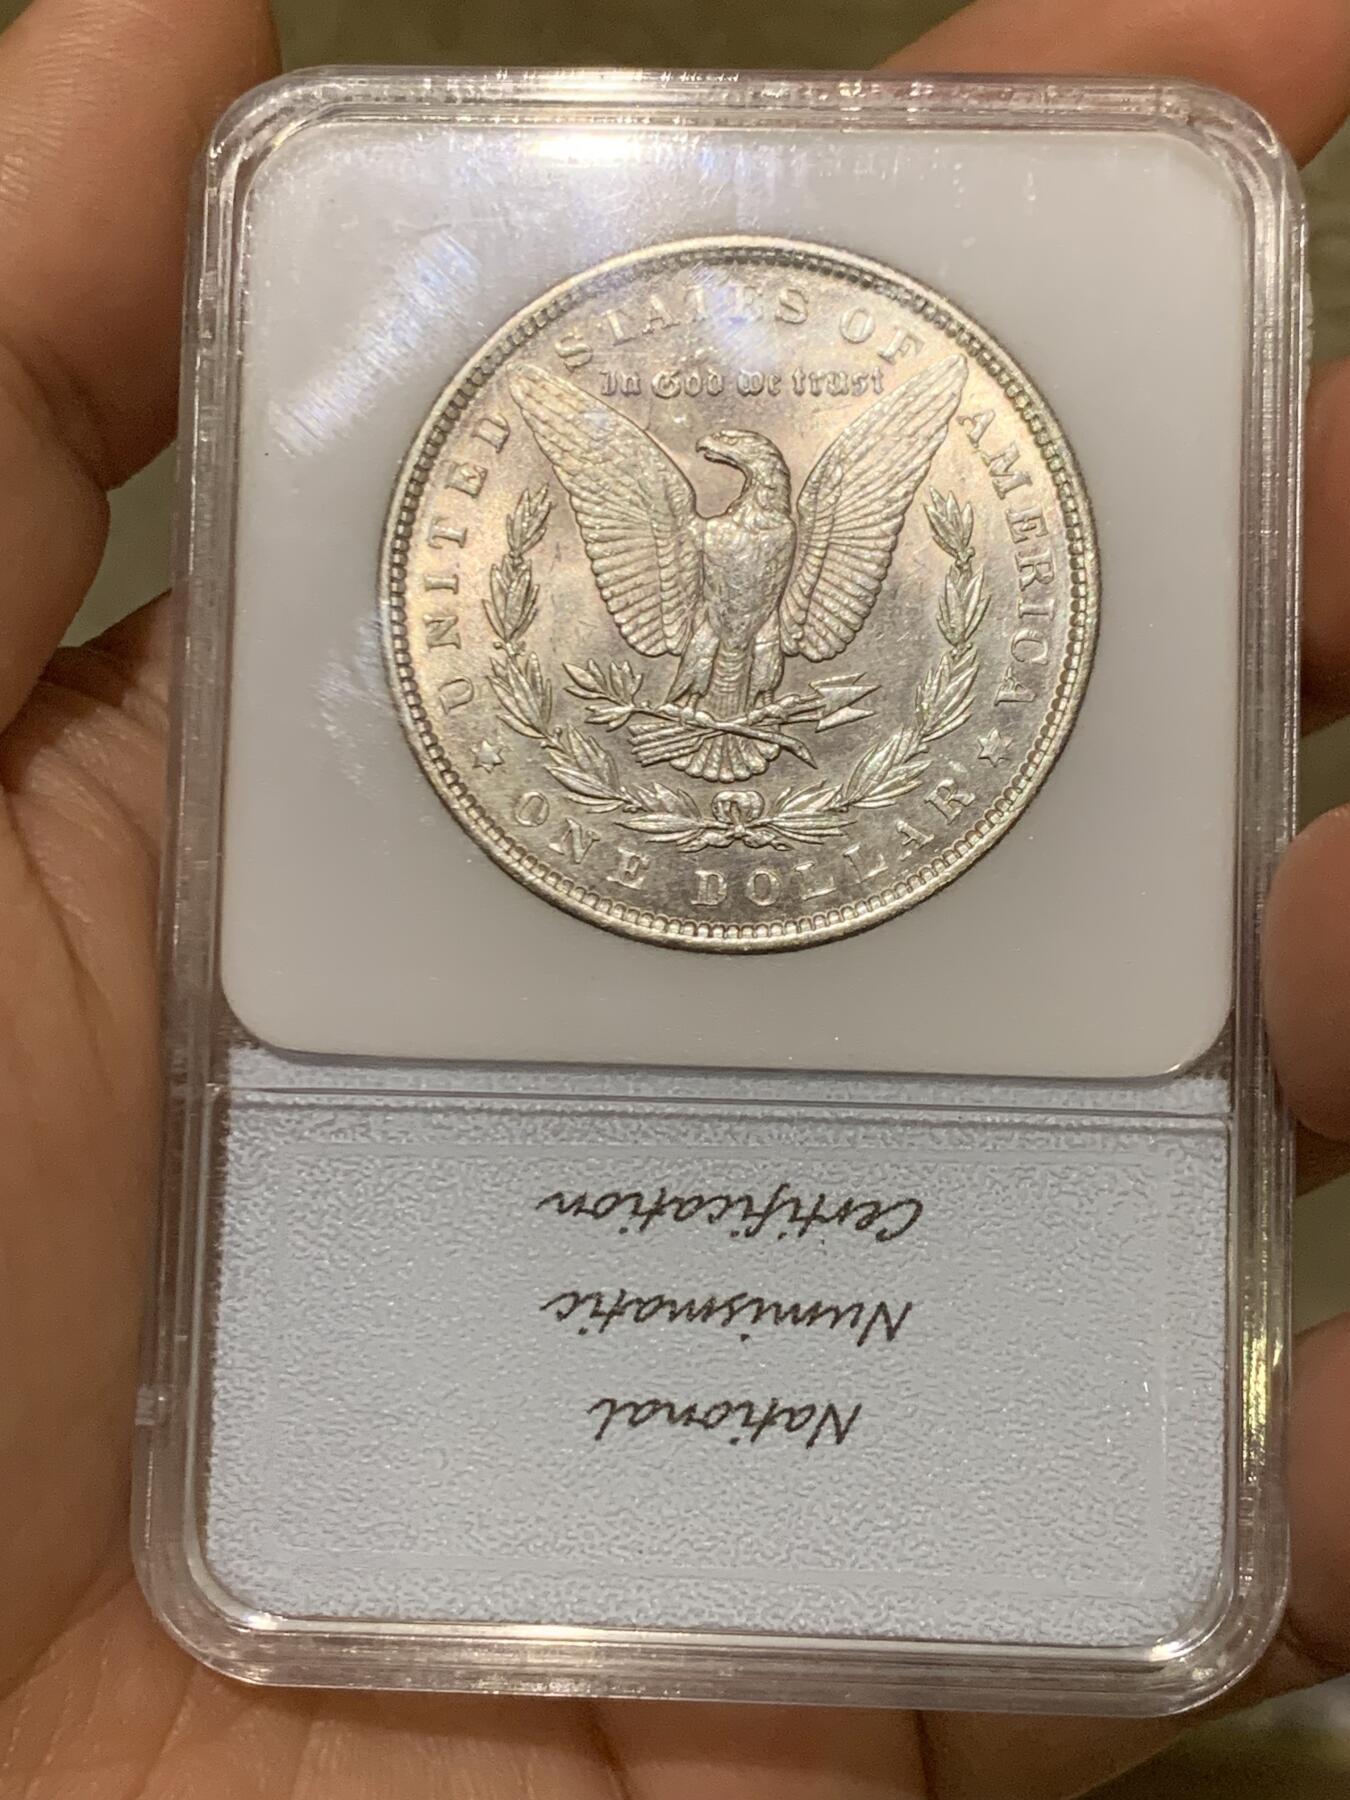 UNITED STATES OF AMERICA
In God we trust
ONE DOLLAR
National
Numismatic
Certification